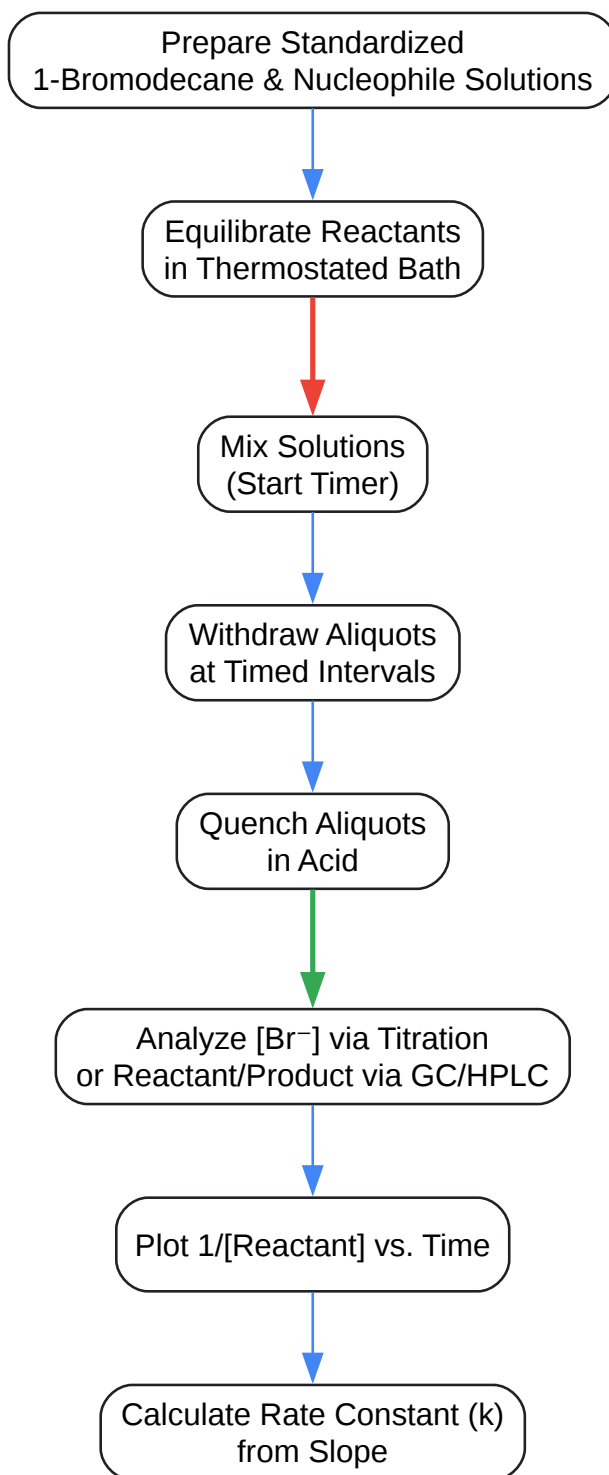 Prepare Standardized
1-Bromodecane & Nucleophile Solutions
Equilibrate Reactants
in Thermostated Bath
Mix Solutions
(Start Timer)
Withdraw Aliquots
at Timed Intervals
Quench Aliquots
in Acid
Analyze [Br⁻] via Titration
or Reactant/Product via GC/HPLC
Plot 1/[Reactant] vs. Time
Calculate Rate Constant (k)
from Slope